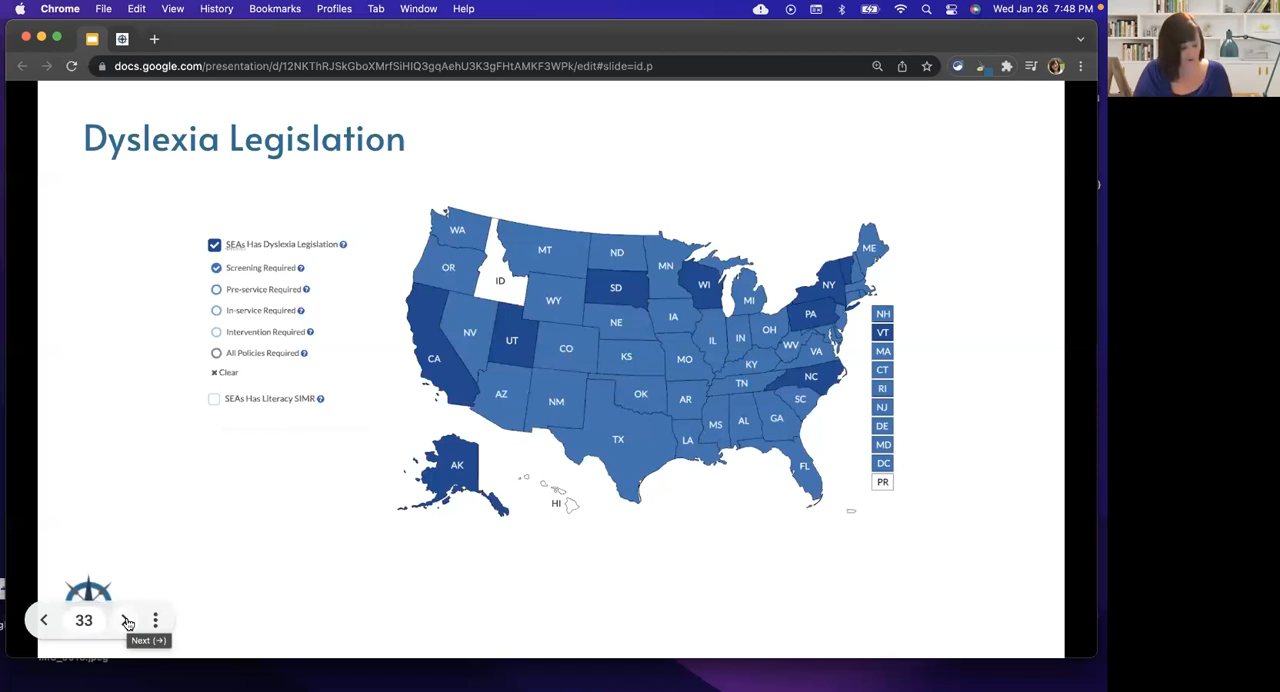 Chrome File Edit View History Bookmarks Profiles Tab Window Help Wed Jan 26 7:48 PM
docs.google.com/presentation/d/12NKThRJSkGboXMrfSiHIQ3gqAehU3K3gFHtAMKF3WPk/edit#slide=id.p
Dyslexia Legislation
SEAs Has Dyslexia Legislation
Screening Required
Pre-service Required
In-service Required
Intervention Required
All Policies Required
Clear
SEAs Has Literacy SIMR
WA
MT
ND
MN
ME
OR
ID
SD
WI
NY
WY
MI
NV
UT
NE
IA
PA
CA
CO
KS
MO
IL
IN
OH
WV
VA
KY
AZ
NM
OK
AR
TN
NC
SC
TX
LA
MS
AL
GA
FL
AK
HI
NH
VT
MA
CT
RI
NJ
DE
MD
DC
PR
33
Next (→)